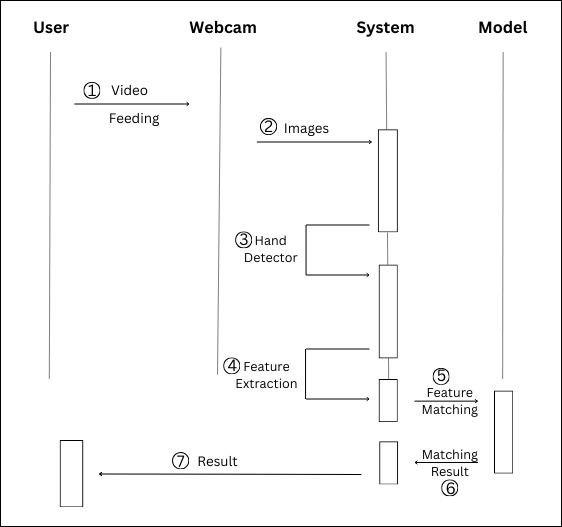 User
Webcam
System
Model
① Video
Feeding
② Images
③ Hand
Detector
④ Feature
Extraction
⑤
Feature
Matching
Matching
Result
⑥
⑦ Result